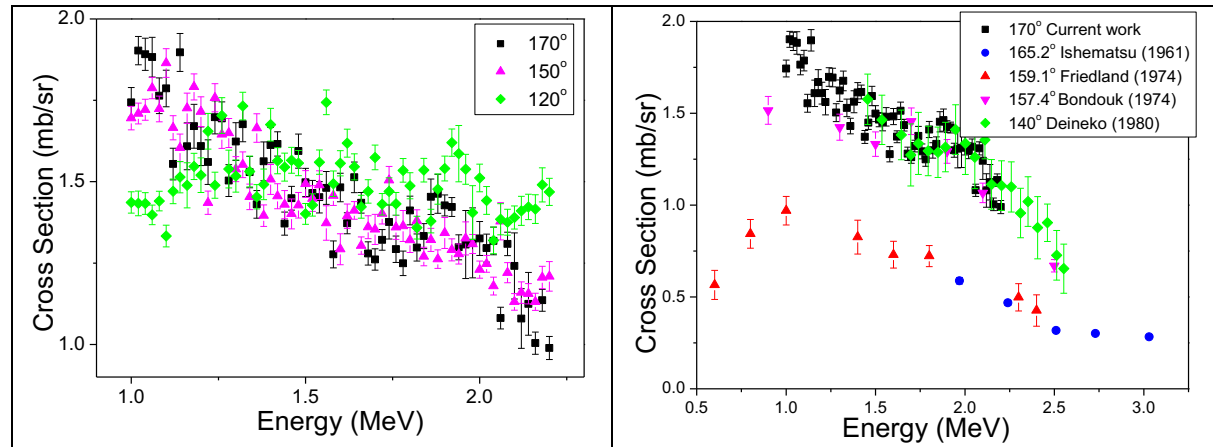 2.0
1.5
1.0
Cross Section (mb/sr)
170°
150°
120°
1.0
1.5
2.0
Energy (MeV)
2.0
1.5
1.0
0.5
0.0
Cross Section (mb/sr)
170° Current work
165.2° Ishematsu (1961)
159.1° Friedland (1974)
157.4° Bondouk (1974)
140° Deineko (1980)
0.5
1.0
1.5
2.0
2.5
3.0
Energy (MeV)